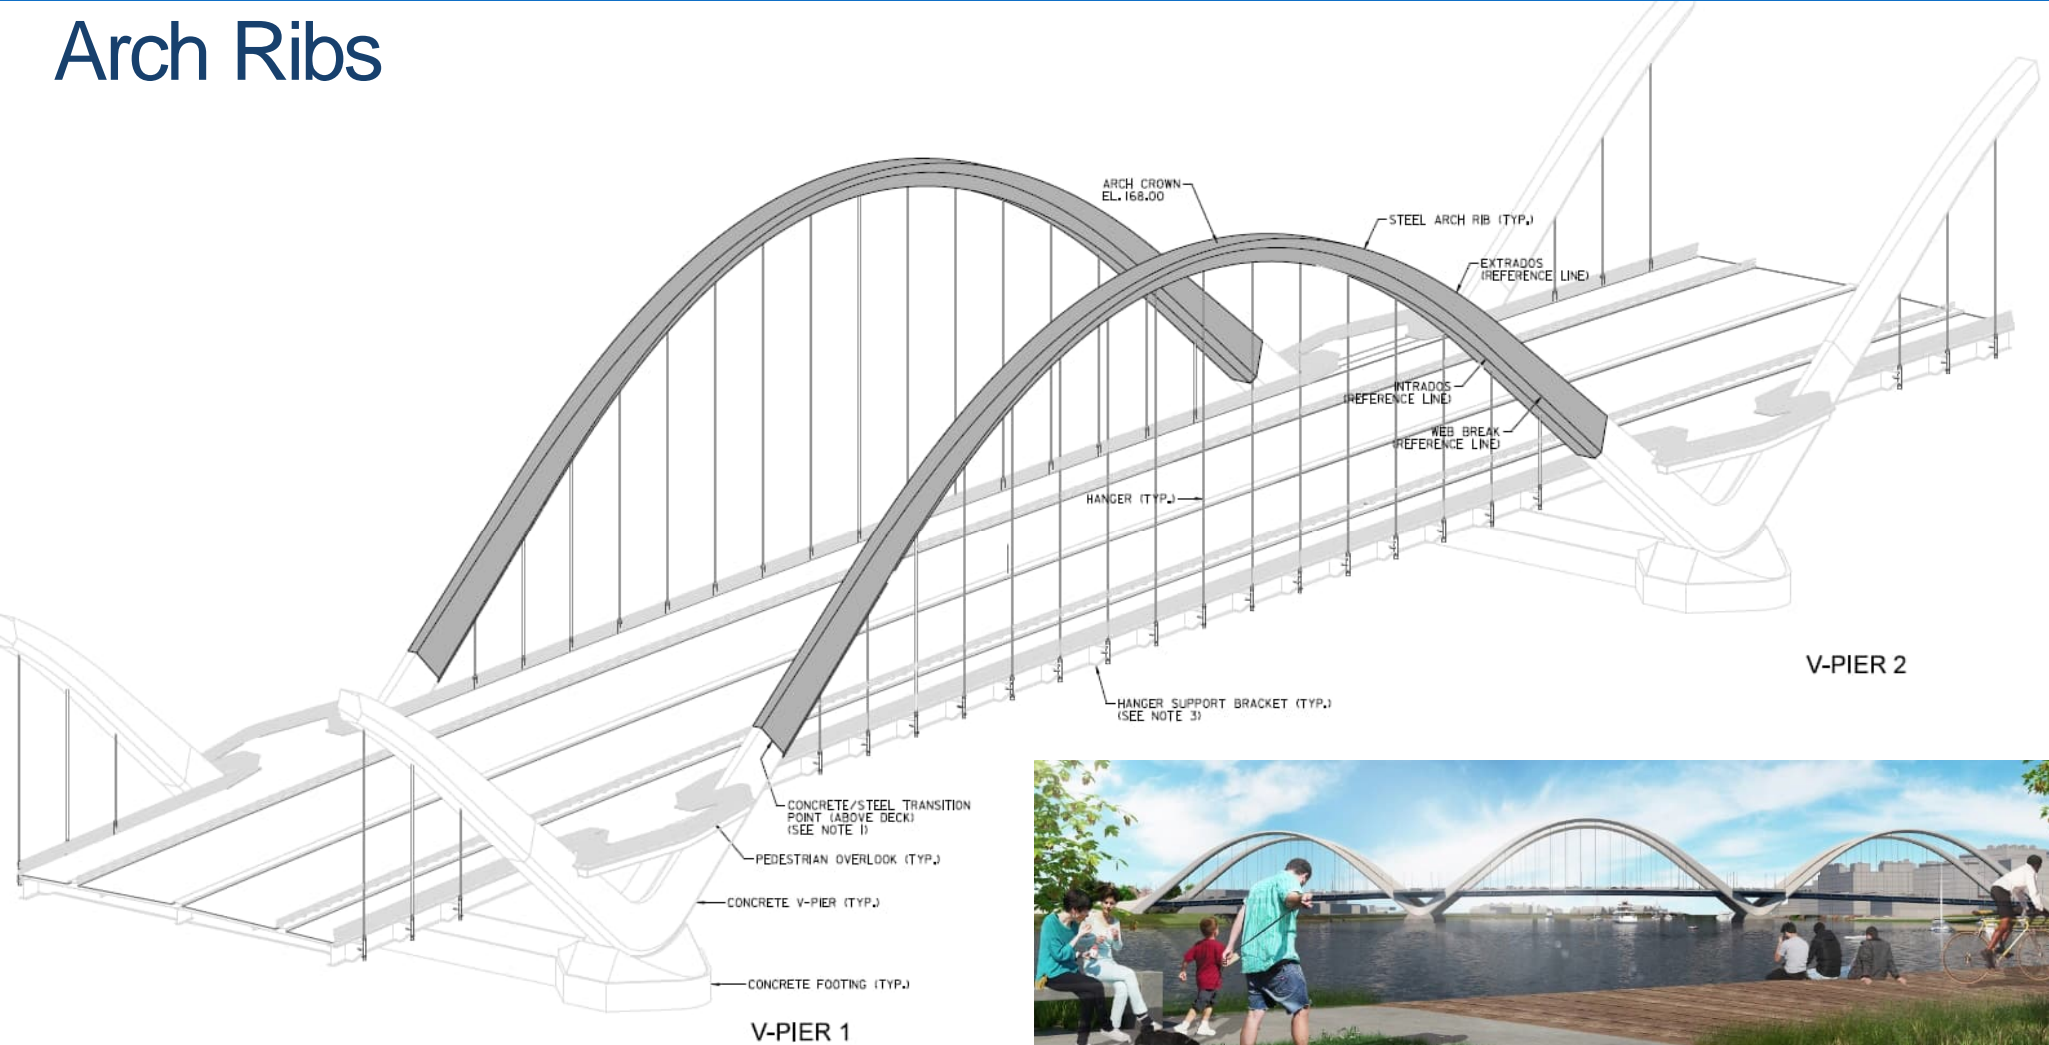 Arch Ribs
ARCH CROWN
EL. 168.00
STEEL ARCH RIB (TYP.)
EXTRADOS
(REFERENCE LINE)
INTRADOS
(REFERENCE LINE)
WEB BREAK
(REFERENCE LINE)
HANGER (TYP.)
V-PIER 2
HANGER SUPPORT BRACKET (TYP.)
(SEE NOTE 3)
CONCRETE/STEEL TRANSITION
POINT (ABOVE DECK)
(SEE NOTE 1)
PEDESTRIAN OVERLOOK (TYP.)
CONCRETE V-PIER (TYP.)
CONCRETE FOOTING (TYP.)
V-PIER 1